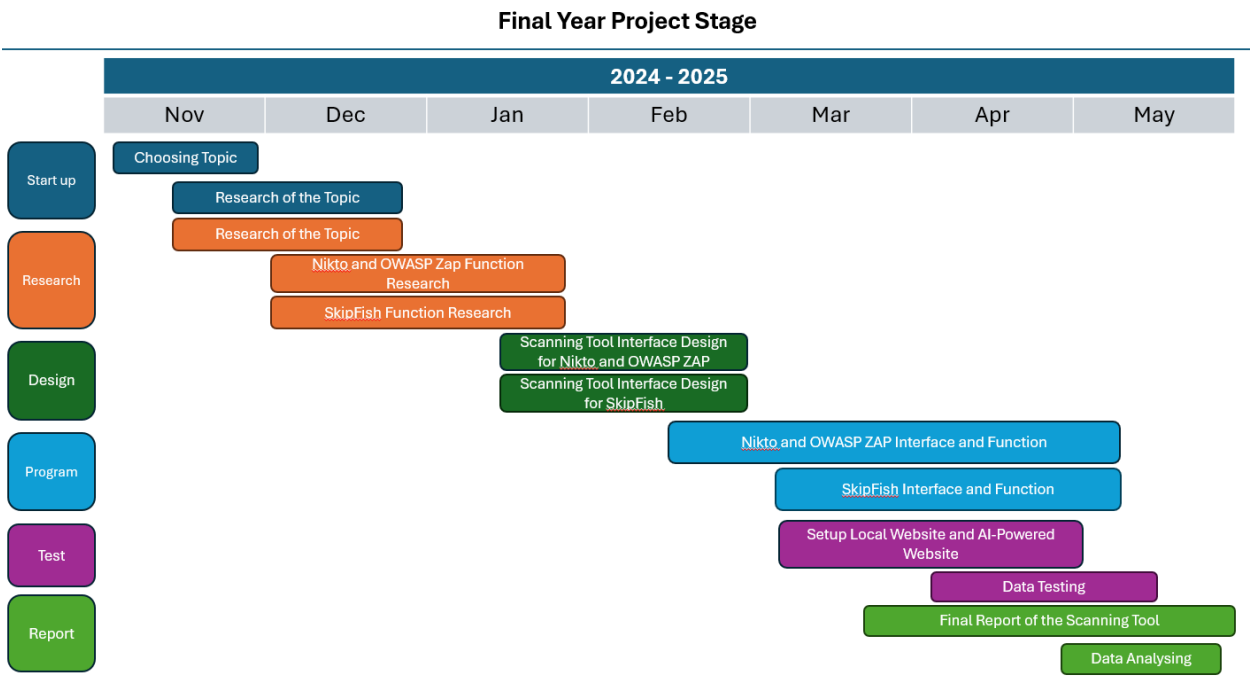 Final Year Project Stage
2024 - 2025
Nov Dec Jan Feb Mar Apr May
Start up
Choosing Topic
Research of the Topic
Research
Research of the Topic
Nikto and OWASP Zap Function
Research
SkipFish Function Research
Design
Scanning Tool Interface Design
for Nikto and OWASP ZAP
Scanning Tool Interface Design
for SkipFish
Program
Nikto and OWASP ZAP Interface and Function
SkipFish Interface and Function
Test
Setup Local Website and AI-Powered
Website
Data Testing
Report
Final Report of the Scanning Tool
Data Analysing